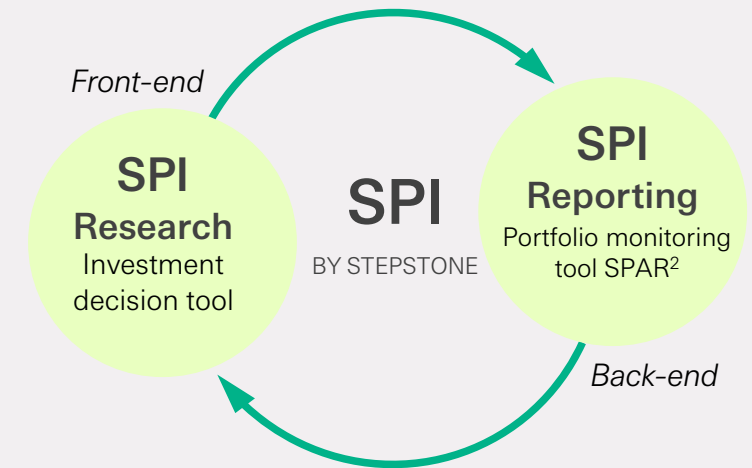 Front-end
SPI
Research
Investment
decision tool
SPI
BY STEPSTONE
SPI
Reporting
Portfolio monitoring
tool SPAR²
Back-end